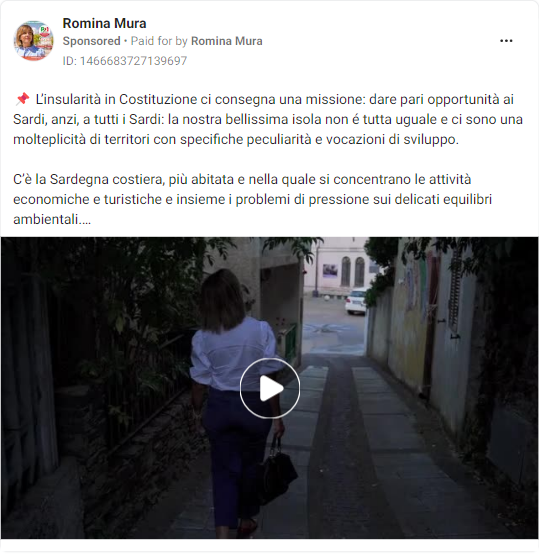 Romina Mura
Sponsored • Paid for by Romina Mura
ID: 1466683727139697
📌 L'insularità in Costituzione ci consegna una missione: dare pari opportunità ai
Sardi, anzi, a tutti i Sardi: la nostra bellissima isola non é tutta uguale e ci sono una
molteplicità di territori con specifiche peculiarità e vocazioni di sviluppo.
C'è la Sardegna costiera, più abitata e nella quale si concentrano le attività
economiche e turistiche e insieme i problemi di pressione sui delicati equilibri
ambientali....